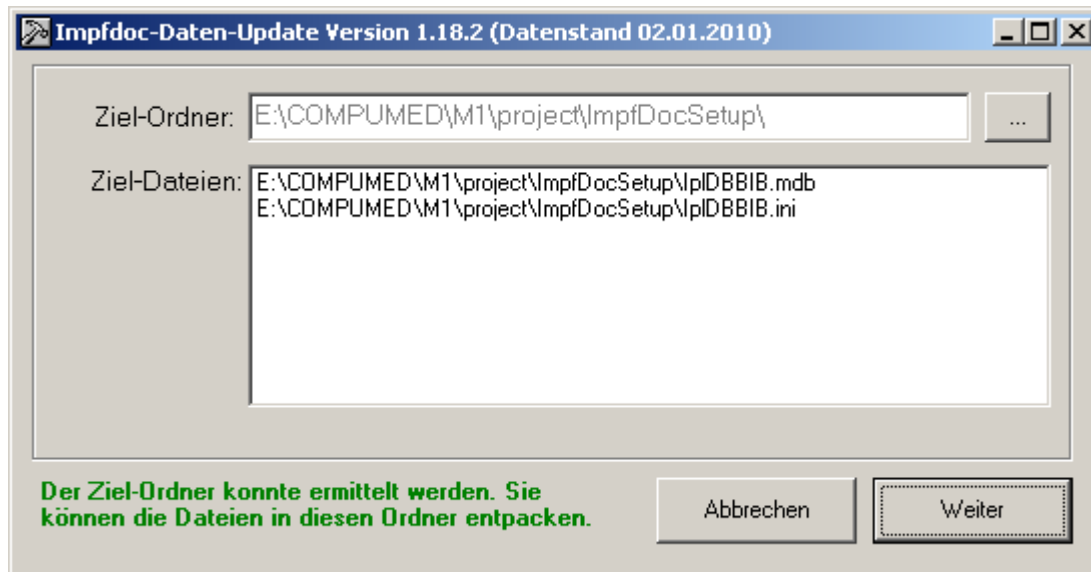 Impfdoc-Daten-Update Version 1.18.2 (Datenstand 02.01.2010)
Ziel-Ordner: E:\COMPUMED\M1\project\ImpfDocSetup\ ...
Ziel-Dateien: E:\COMPUMED\M1\project\ImpfDocSetup\IplDBBIB.mdb
E:\COMPUMED\M1\project\ImpfDocSetup\IplDBBIB.ini
Der Ziel-Ordner konnte ermittelt werden. Sie
können die Dateien in diesen Ordner entpacken.
Abbrechen Weiter